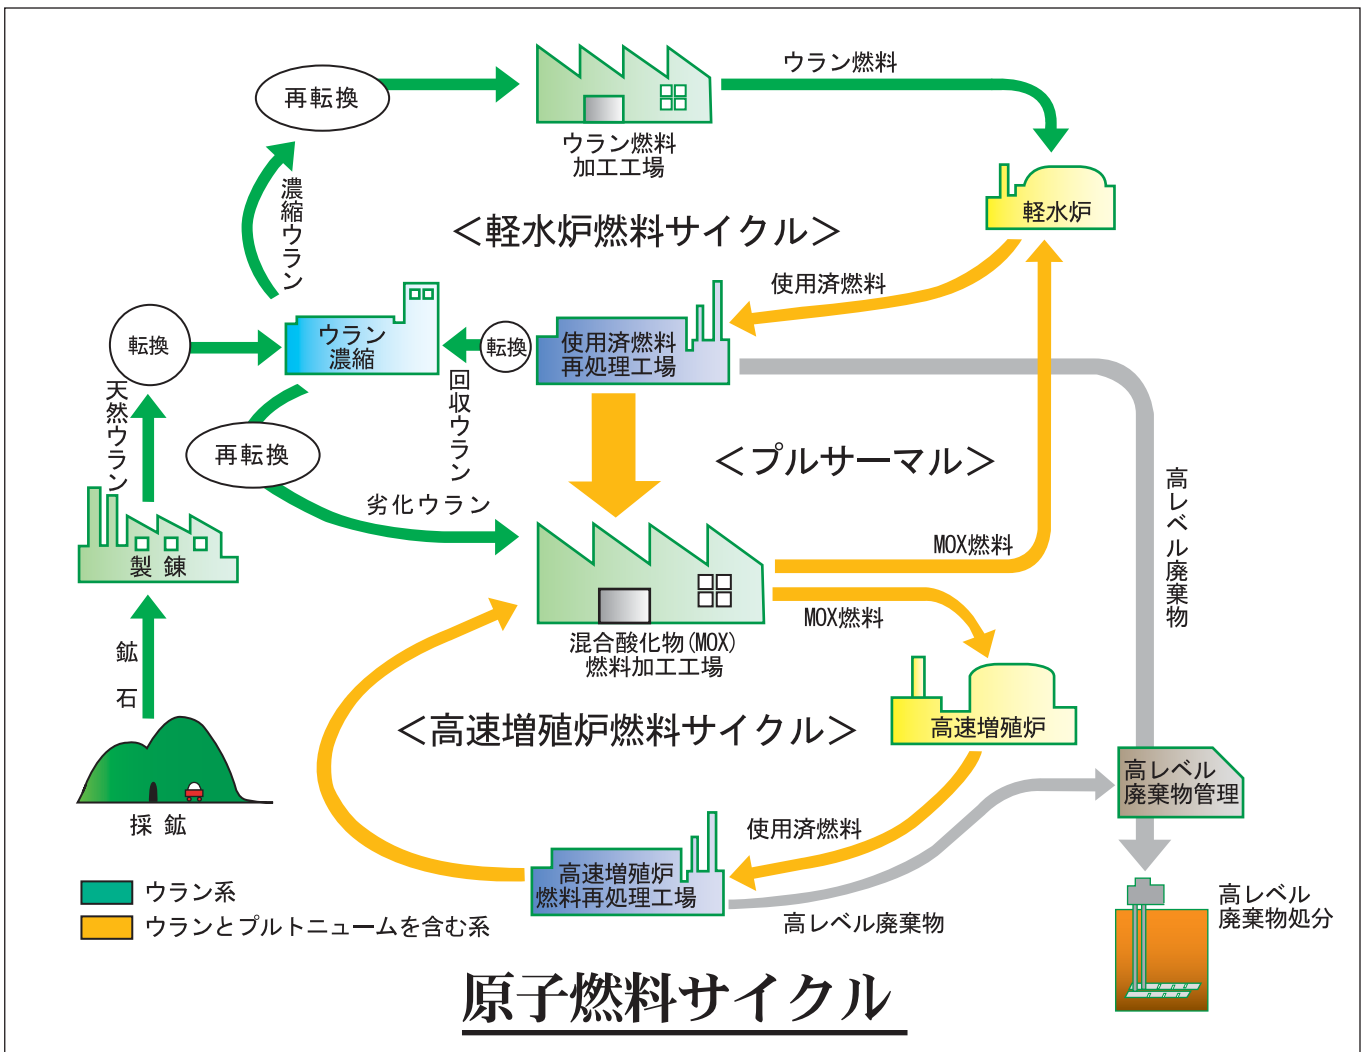 再転換
ウラン燃料
加工工場
ウラン燃料
軽水炉
濃縮ウラン
<軽水炉燃料サイクル>
使用済燃料
転換
ウラン
濃縮
転換
使用済燃料
再処理工場
天然ウラン
回収ウラン
再転換
劣化ウラン
<プルサーマル>
高レベル廃棄物
製錬
MOX燃料
MOX燃料
混合酸化物(MOX)
燃料加工工場
鉱石
<高速増殖炉燃料サイクル>
高速増殖炉
採鉱
使用済燃料
高レベル
廃棄物管理
高速増殖炉
燃料再処理工場
高レベル廃棄物
高レベル
廃棄物処分
ウラン系
ウランとプルトニュームを含む系
原子燃料サイクル